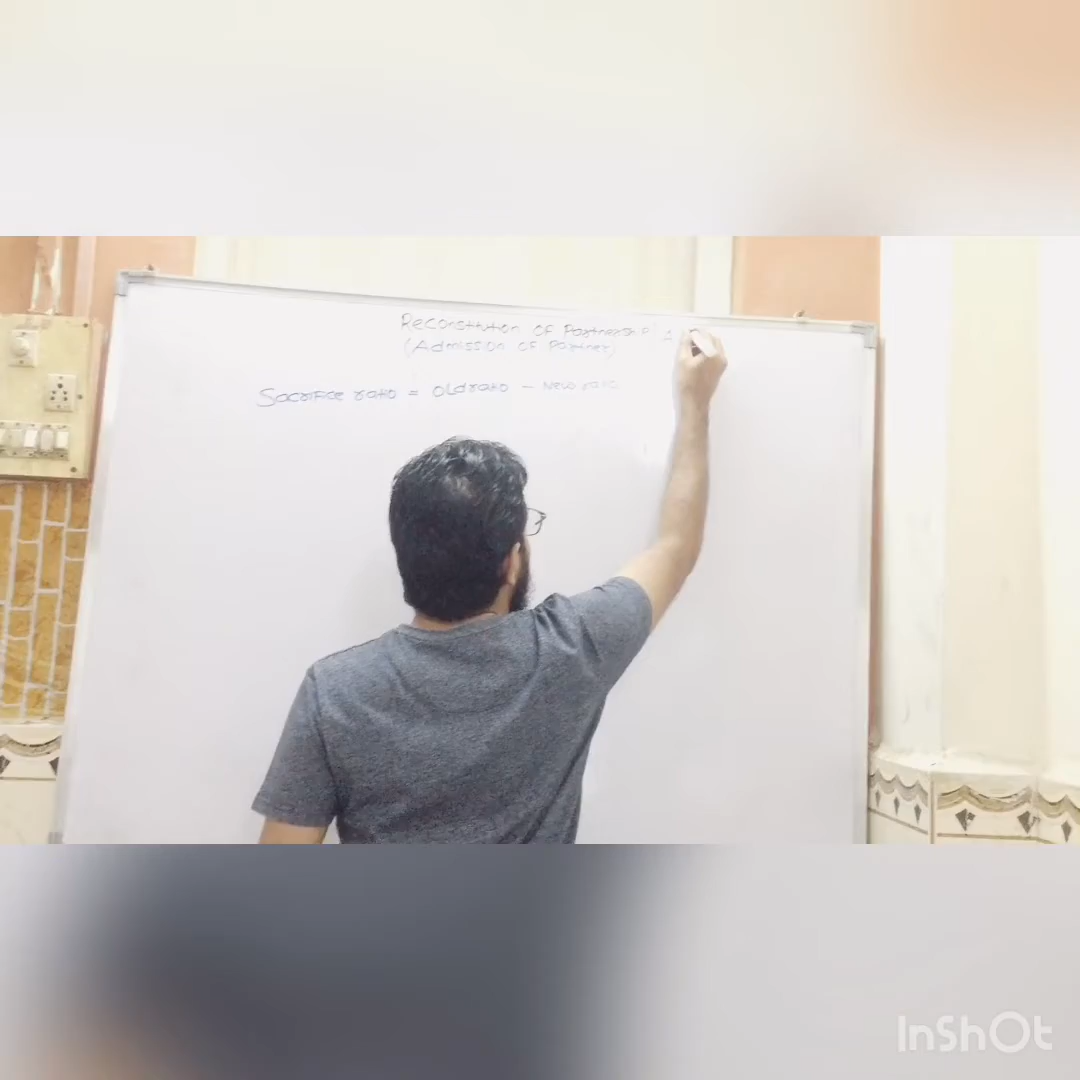 Reconstitution of Partnership A
(Admission of Partner)
Sacrifice ratio = Old ratio - New ratio
InShOt